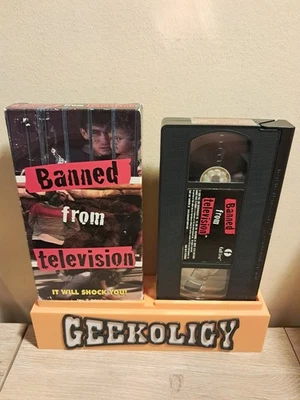 Banned
from
television
IT WILL SHOCK YOU!
Banned
from
television
GEEKOLICY